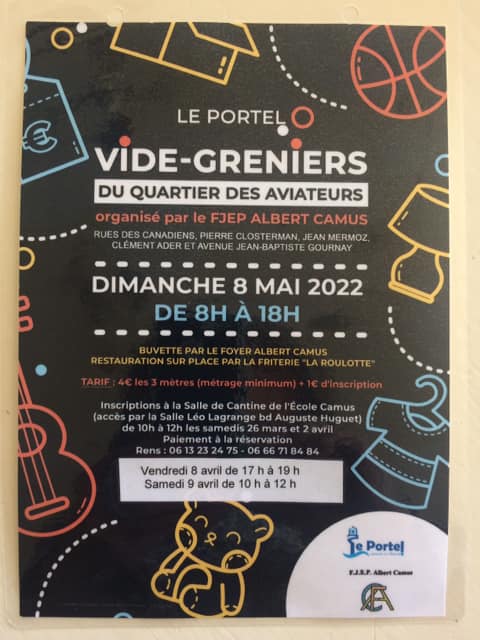 LE PORTEL
VIDE-GRENIERS
DU QUARTIER DES AVIATEURS
organisé par le FJEP ALBERT CAMUS
RUES DES CANADIENS, PIERRE CLOSTERMAN, JEAN MERMOZ,
CLÉMENT ADER ET AVENUE JEAN-BAPTISTE GOURNAY
DIMANCHE 8 MAI 2022
DE 8H À 18H
BUVETTE PAR LE FOYER ALBERT CAMUS
RESTAURATION SUR PLACE PAR LA FRITERIE "LA ROULOTTE"
TARIF : 4€ les 3 mètres (métrage minimum) + 1€ d'inscription
Inscriptions à la Salle de Cantine de l'École Camus
(accès par la Salle Léo Lagrange bd Auguste Huguet)
de 10h à 12h les samedis 26 mars et 2 avril
Paiement à la réservation
Rens : 06 13 23 24 75 - 06 66 71 84 84
Vendredi 8 avril de 17 h à 19 h
Samedi 9 avril de 10 h à 12 h
€
Le Portel
F.J.E.P. Albert Camus